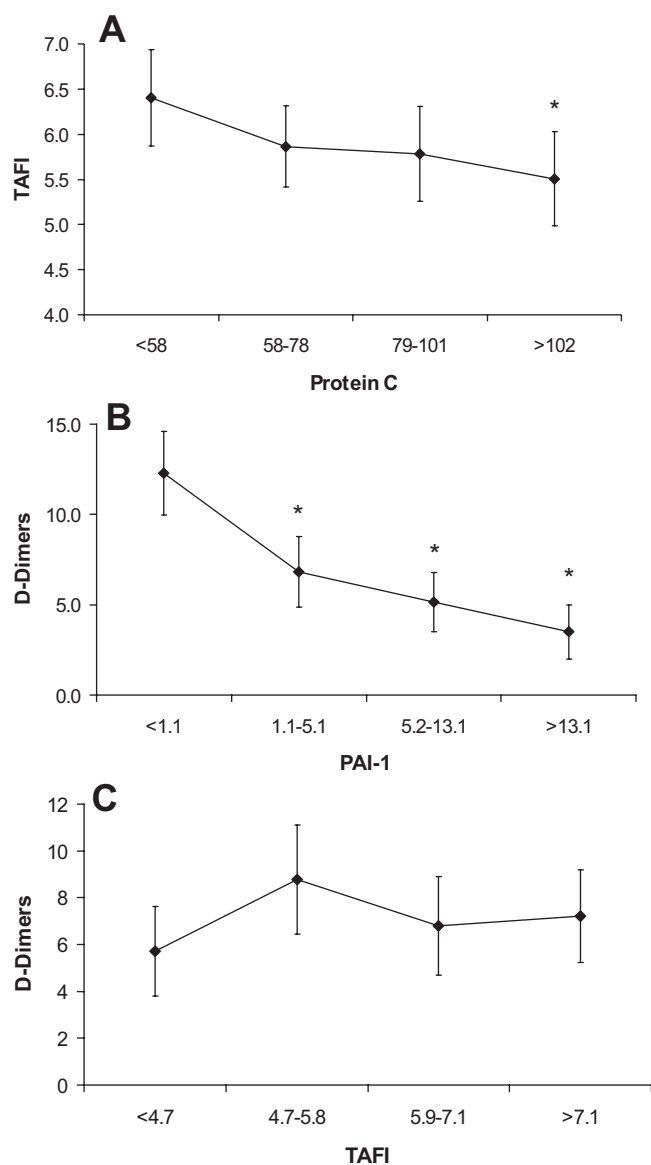 A
7.0
6.5
6.0
5.5
5.0
4.5
4.0
TAFI
*
<58 58-78 79-101 >102
Protein C
B
15.0
10.0
5.0
0.0
D-Dimers
* * *
<1.1 1.1-5.1 5.2-13.1 >13.1
PAI-1
C
12
10
8
6
4
2
0
D-Dimers
<4.7 4.7-5.8 5.9-7.1 >7.1
TAFI